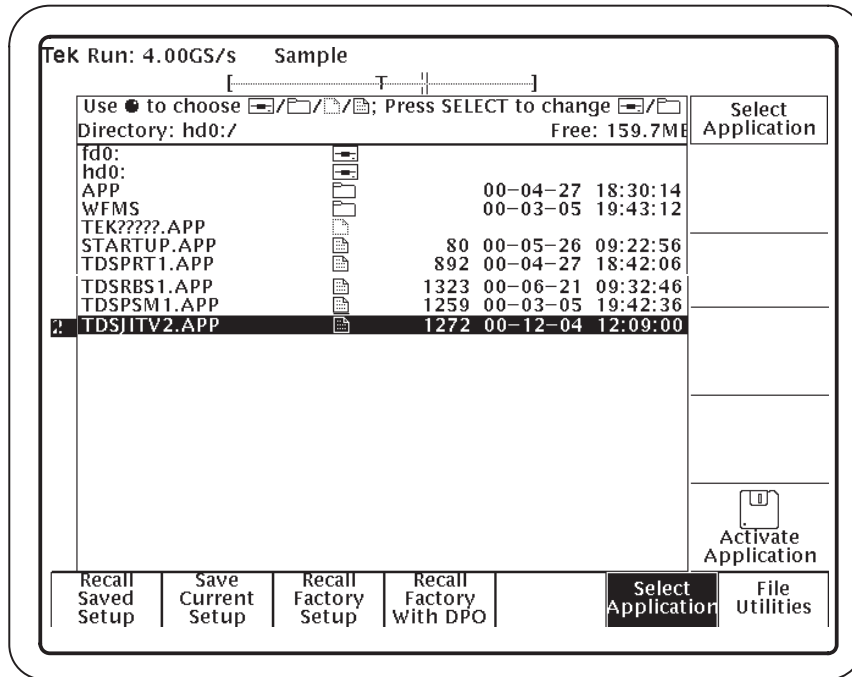 Tek Run: 4.00GS/s Sample
T
Use to choose / / / ; Press SELECT to change /
Directory: hd0:/ Free: 159.7MB
Select
Application
fd0:
hd0:
APP 00-04-27 18:30:14
WFMS 00-03-05 19:43:12
TEK?????.APP
STARTUP.APP 80 00-05-26 09:22:56
TDSPRT1.APP 892 00-04-27 18:42:06
TDSRBS1.APP 1323 00-06-21 09:32:46
TDSPSM1.APP 1259 00-03-05 19:42:36
2 TDSJITV2.APP 1272 00-12-04 12:09:00
Activate
Application
Recall
Saved
Setup
Save
Current
Setup
Recall
Factory
Setup
Recall
Factory
With DPO
Select
Application
File
Utilities